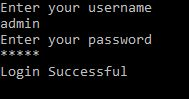 Enter your username
admin
Enter your password
*****
Login Successful